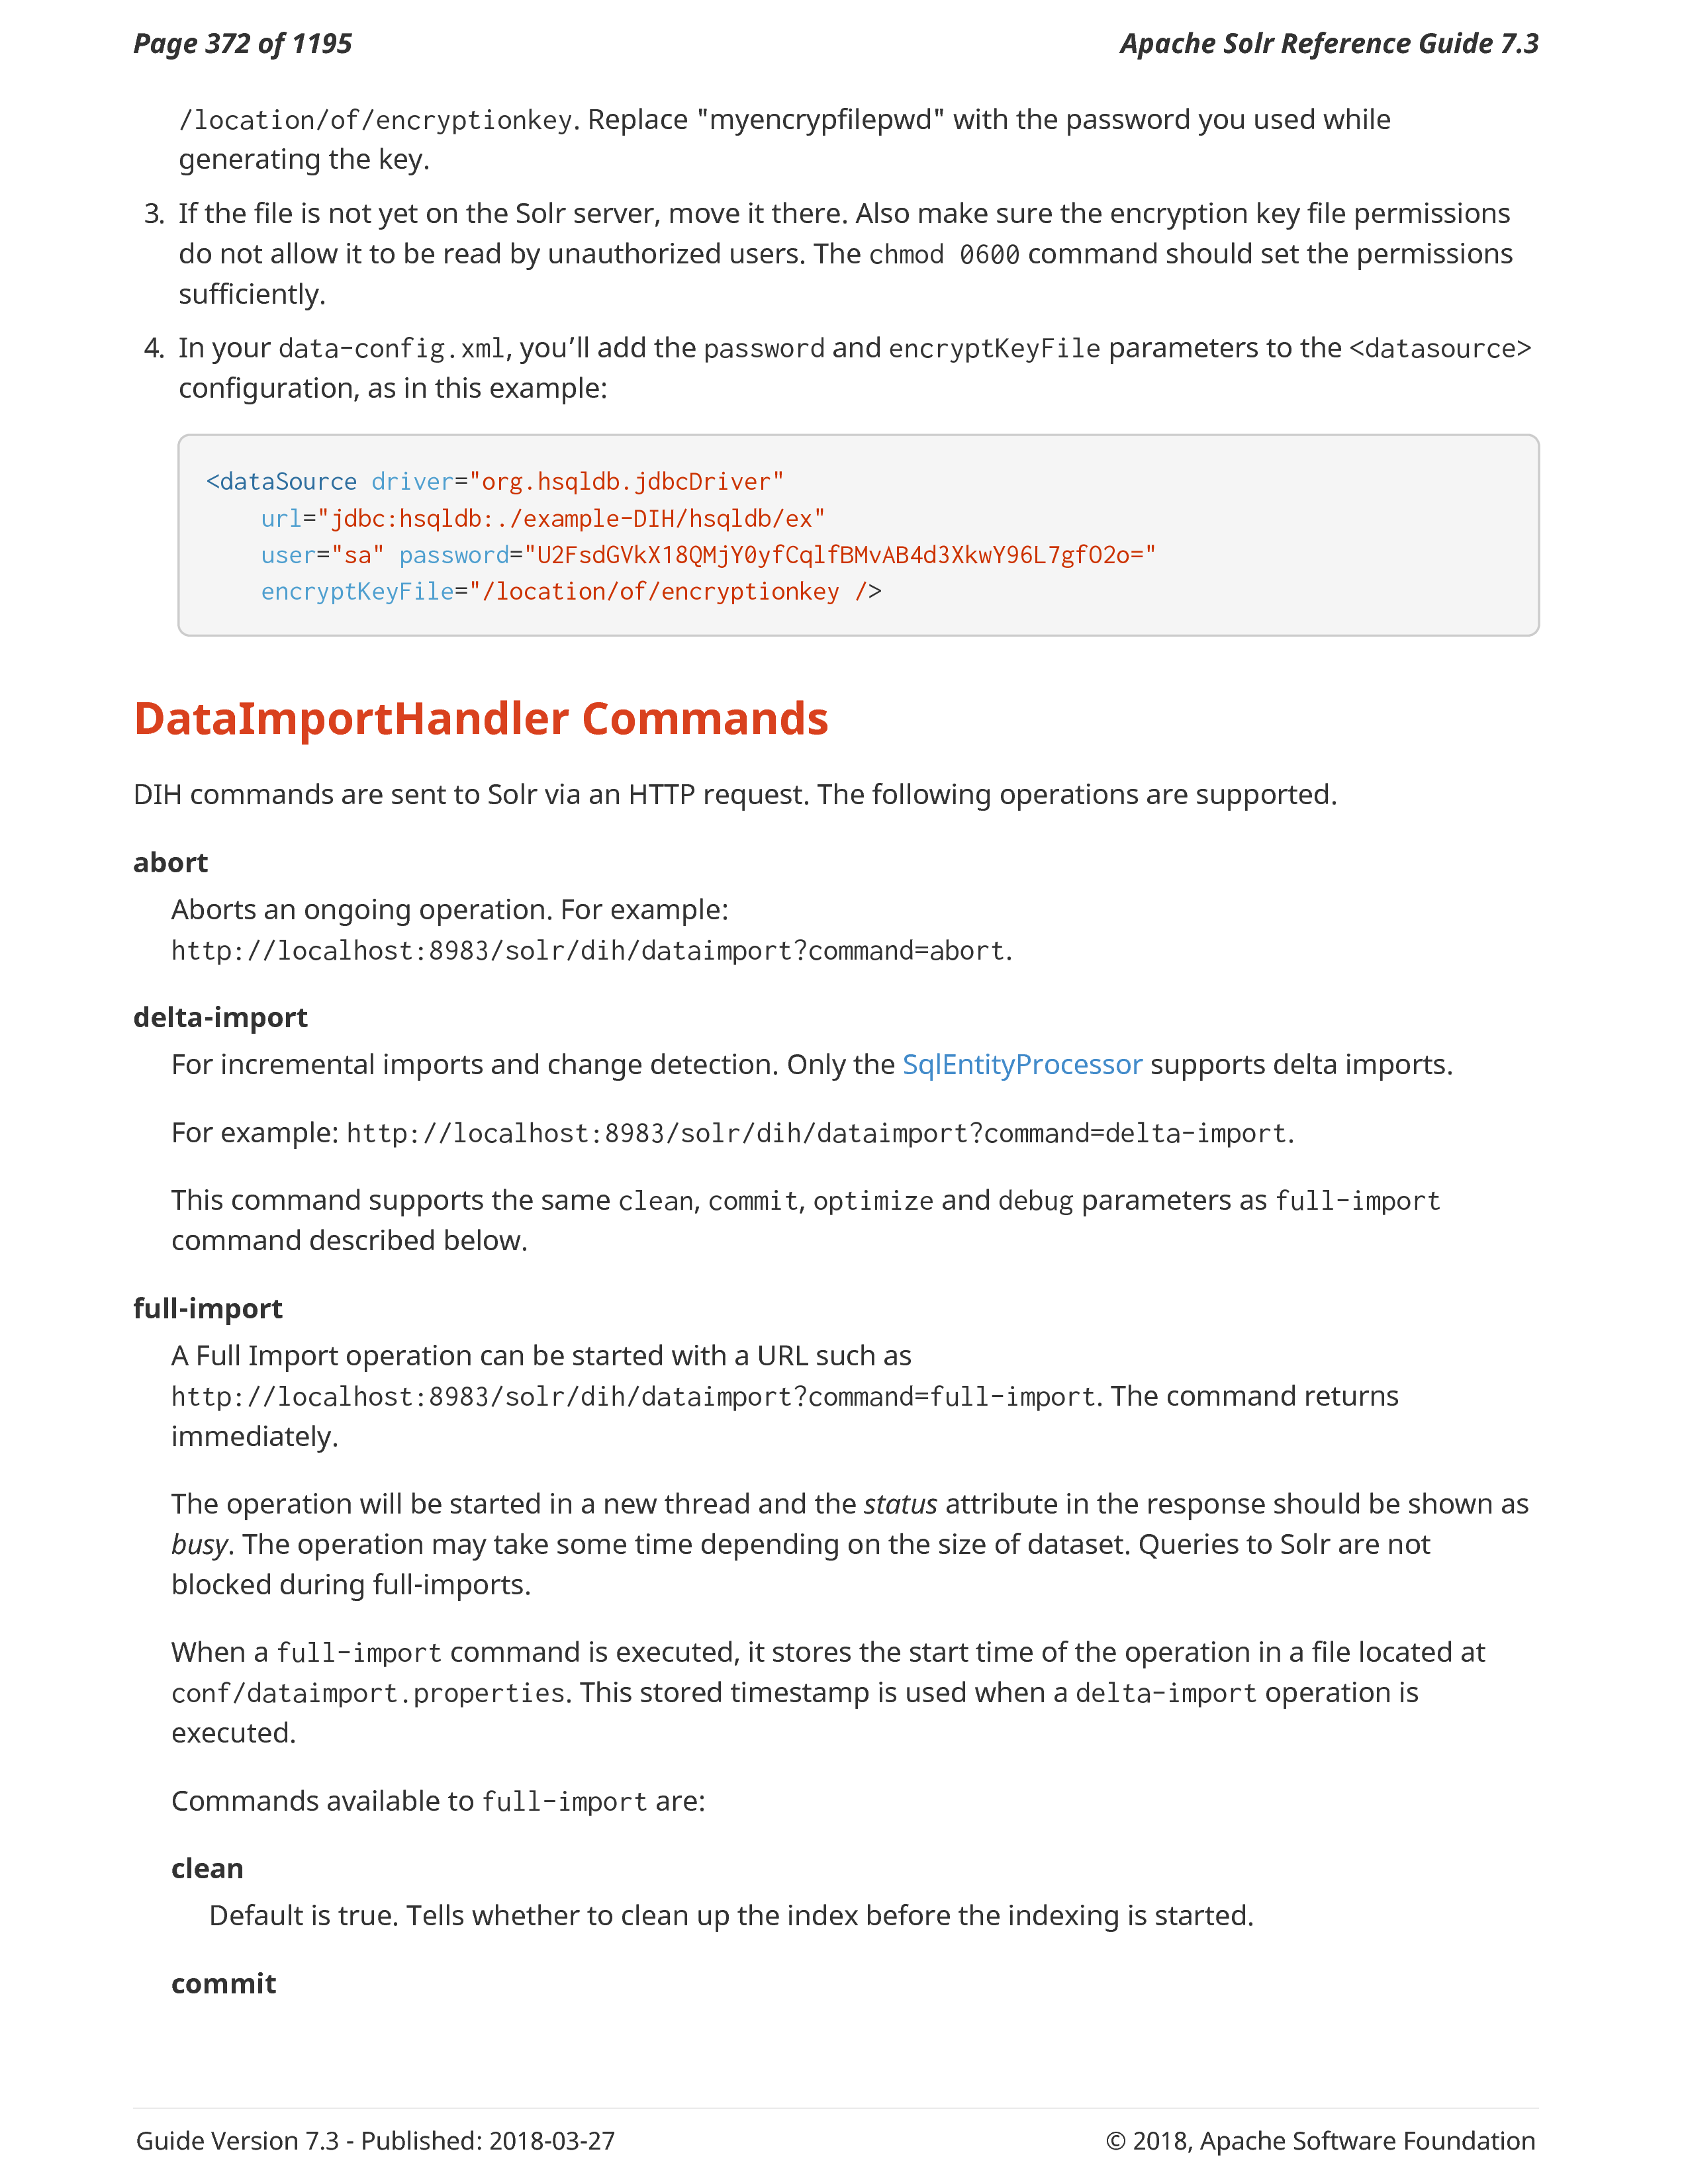 Page 372 of 1195
Apache Solr Reference Guide 7.3
/location/of/encryptionkey. Replace "myencrypfilepwd" with the password you used while
generating the key.
3. If the file is not yet on the Solr server, move it there. Also make sure the encryption key file permissions
do not allow it to be read by unauthorized users. The chmod 0600 command should set the permissions
sufficiently.
4. In your data-config.xml, you’ll add the password and encryptKeyFile parameters to the <datasource>
configuration, as in this example:
<dataSource driver="org.hsqldb.jdbcDriver"
    url="jdbc:hsqldb:./example-DIH/hsqldb/ex"
    user="sa" password="U2FsdGVkX18QMjY0yfCqlfBMvAB4d3XkwY96L7gfO2o="
    encryptKeyFile="/location/of/encryptionkey />
DataImportHandler Commands
DIH commands are sent to Solr via an HTTP request. The following operations are supported.
abort
Aborts an ongoing operation. For example:
http://localhost:8983/solr/dih/dataimport?command=abort.
delta-import
For incremental imports and change detection. Only the SqlEntityProcessor supports delta imports.
For example: http://localhost:8983/solr/dih/dataimport?command=delta-import.
This command supports the same clean, commit, optimize and debug parameters as full-import
command described below.
full-import
A Full Import operation can be started with a URL such as
http://localhost:8983/solr/dih/dataimport?command=full-import. The command returns
immediately.
The operation will be started in a new thread and the status attribute in the response should be shown as
busy. The operation may take some time depending on the size of dataset. Queries to Solr are not
blocked during full-imports.
When a full-import command is executed, it stores the start time of the operation in a file located at
conf/dataimport.properties. This stored timestamp is used when a delta-import operation is
executed.
Commands available to full-import are:
clean
Default is true. Tells whether to clean up the index before the indexing is started.
commit
Guide Version 7.3 - Published: 2018-03-27
© 2018, Apache Software Foundation